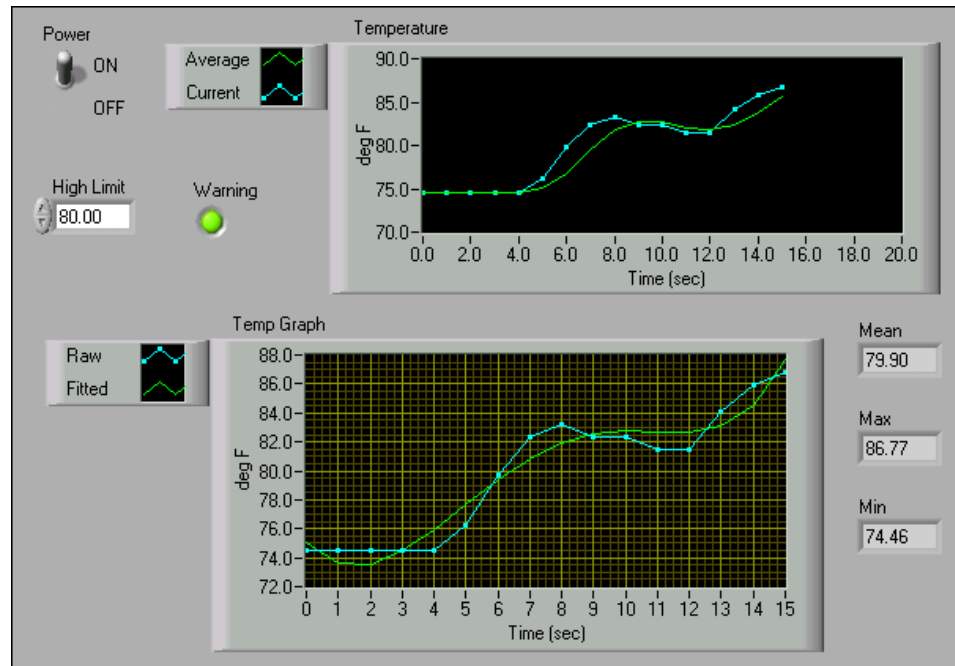 Power
ON
OFF
Average
Current
High Limit
80.00
Warning
Temperature
90.0
85.0
80.0
75.0
70.0
deg F
0.0 2.0 4.0 6.0 8.0 10.0 12.0 14.0 16.0 18.0 20.0
Time (sec)
Temp Graph
Raw
Fitted
88.0
86.0
84.0
82.0
80.0
78.0
76.0
74.0
72.0
deg F
0 1 2 3 4 5 6 7 8 9 10 11 12 13 14 15
Time (sec)
Mean
79.90
Max
86.77
Min
74.46